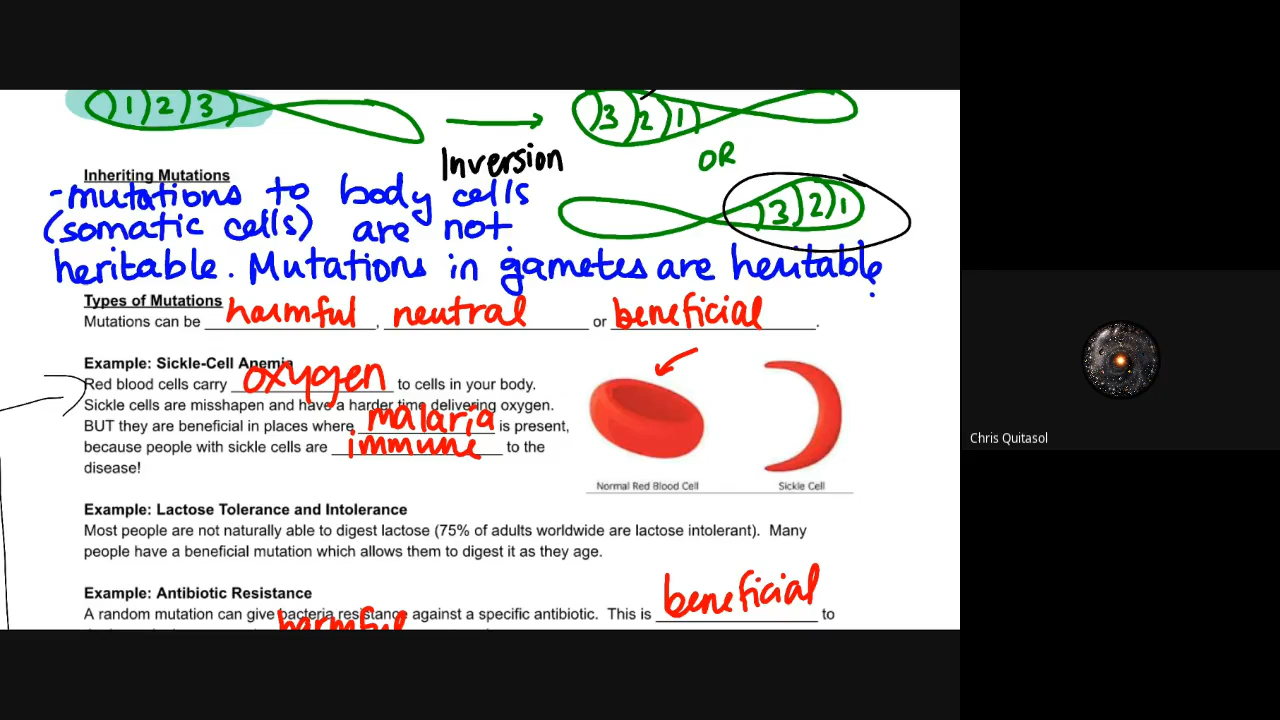 1 2 3
3 2 1
Inversion
OR
3 2 1
Inheriting Mutations
-mutations to body cells
(somatic cells) are not
heritable. Mutations in gametes are heritable.
Types of Mutations
Mutations can be harmful, neutral or beneficial.
Example: Sickle-Cell Anemia
Red blood cells carry oxygen to cells in your body.
Sickle cells are misshapen and have a harder time delivering oxygen.
BUT they are beneficial in places where malaria is present,
because people with sickle cells are immune to the
disease!
Normal Red Blood Cell
Sickle Cell
Example: Lactose Tolerance and Intolerance
Most people are not naturally able to digest lactose (75% of adults worldwide are lactose intolerant). Many
people have a beneficial mutation which allows them to digest it as they age.
Example: Antibiotic Resistance
A random mutation can give bacteria resistance against a specific antibiotic. This is beneficial to
harmful
Chris Quitasol